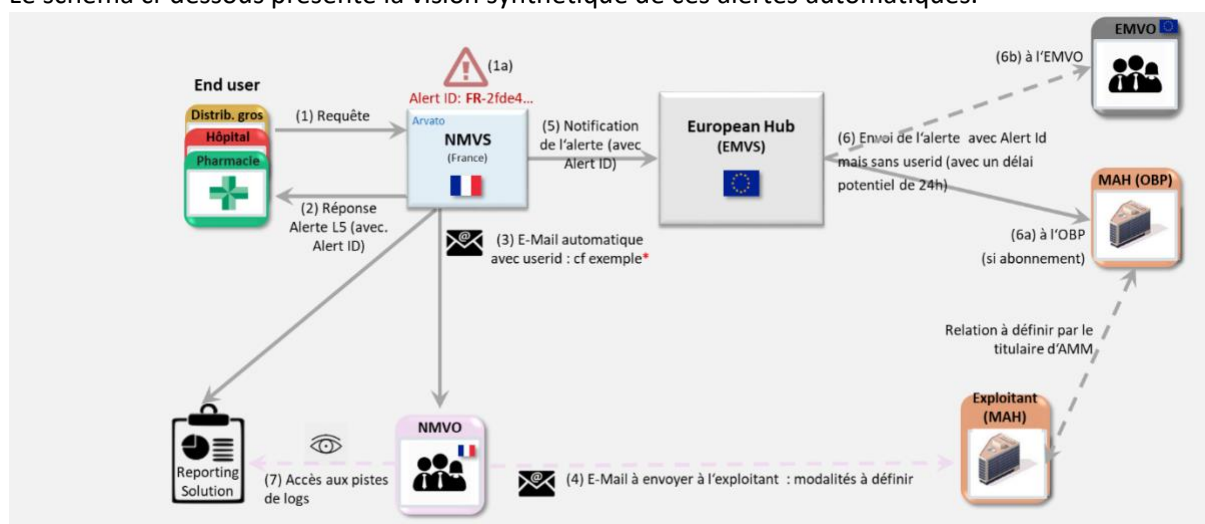 Le schéma ci-dessous présente la vision synthétique de ces alertes automatiques.
EMVO
(1a)
(6b) à l'EMVO
End user
Alert ID: FR-2fde4...
Distrib. gros
Hôpital
Pharmacie
(1) Requête
Arvato
NMVS
(France)
(5) Notification
de l'alerte (avec
Alert ID)
European Hub
(EMVS)
(6) Envoi de l'alerte avec Alert Id
mais sans userid (avec un délai
potentiel de 24h)
MAH (OBP)
(2) Réponse
Alerte L5 (avec.
Alert ID)
(3) E-Mail automatique
avec userid : cf exemple*
(6a) à l'OBP
(si abonnement)
Relation à définir par le
titulaire d'AMM
Exploitant
(MAH)
NMVO
Reporting
Solution
(7) Accès aux pistes
de logs
(4) E-Mail à envoyer à l'exploitant : modalités à définir